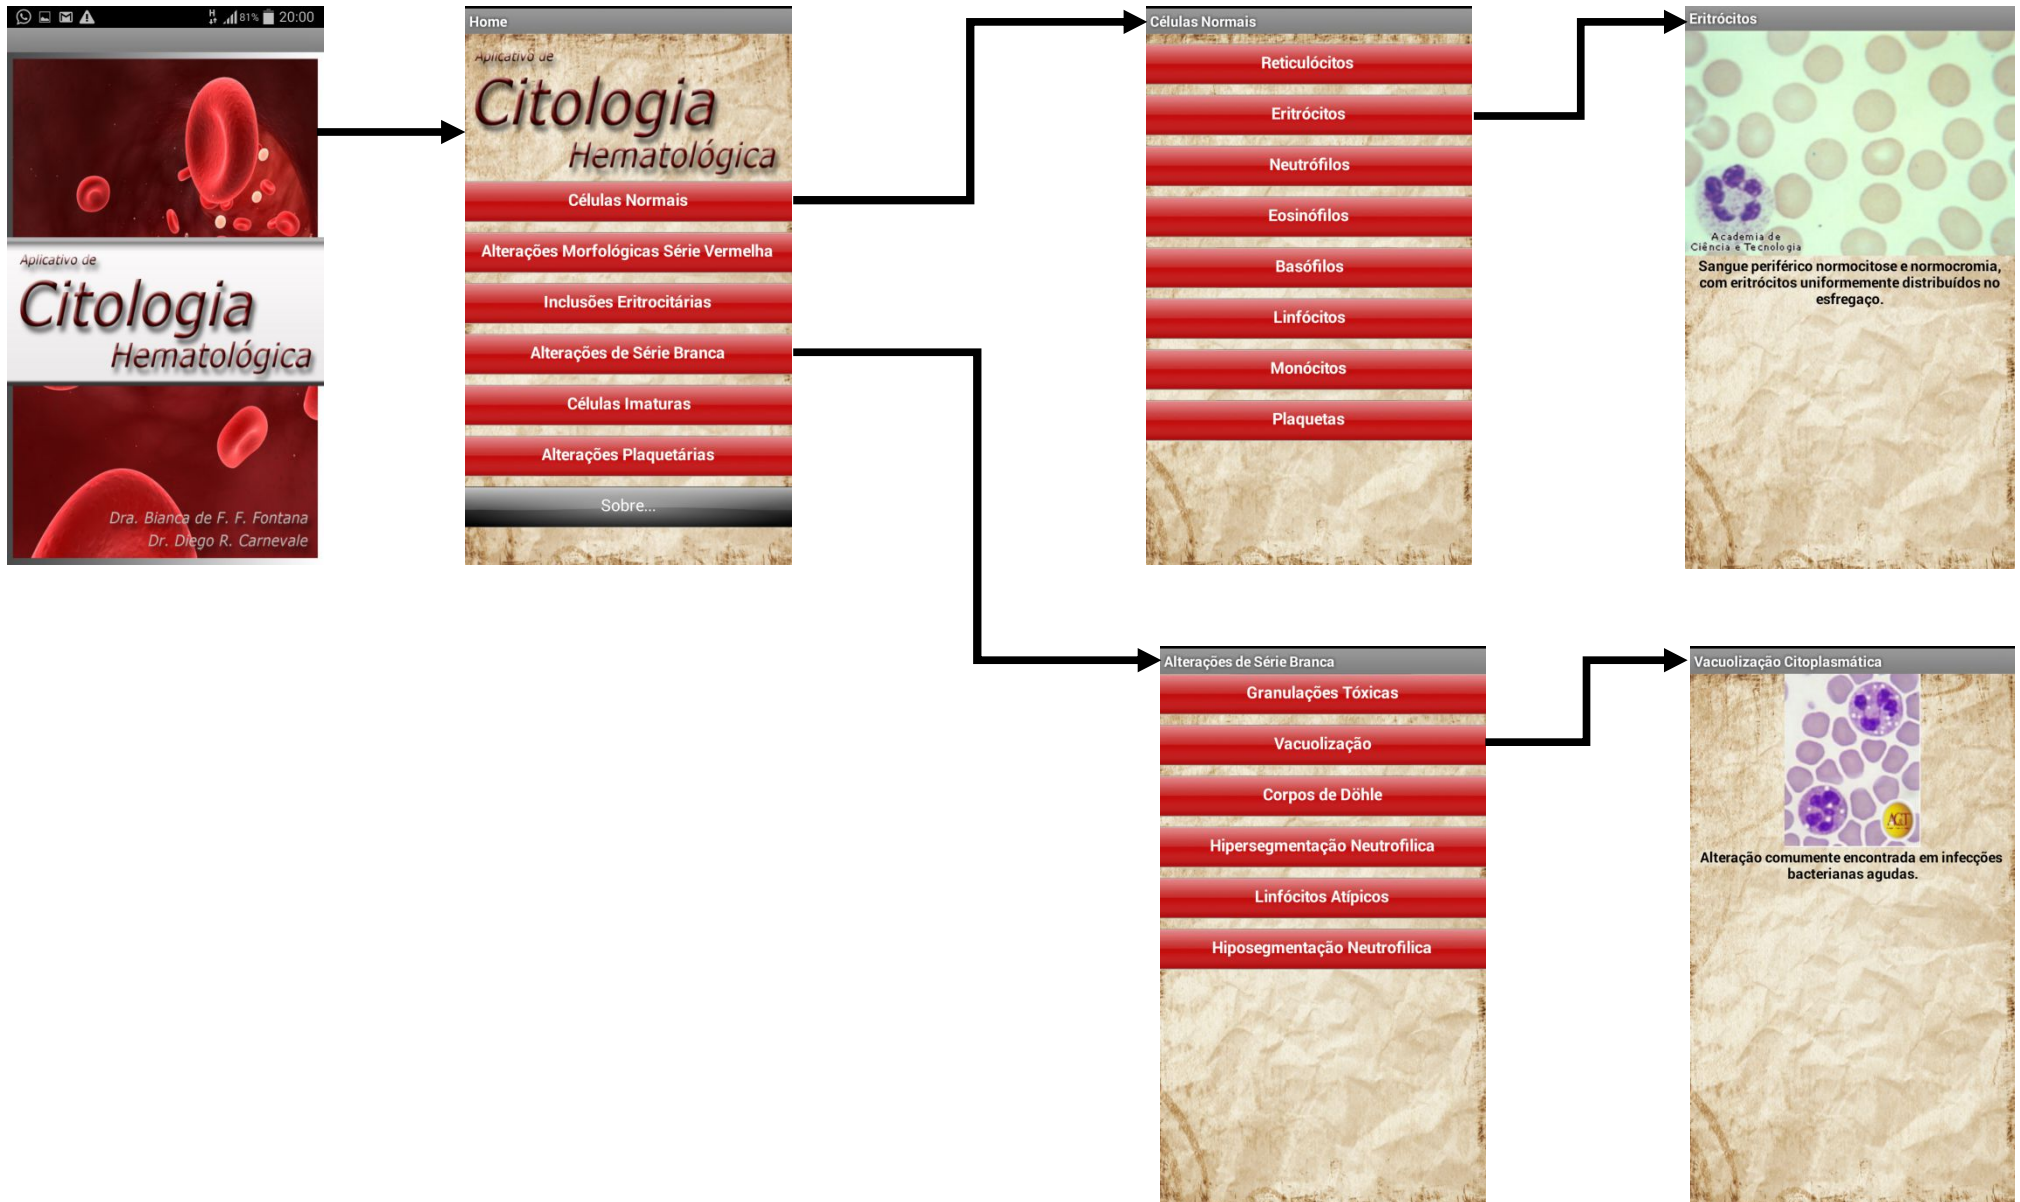 H
81%
20:00
Aplicativo de
Citologia
Hematológica
Dra. Bianca de F. F. Fontana
Dr. Diego R. Carnevale
Home
Aplicativo de
Citologia
Hematológica
Células Normais
Alterações Morfológicas Série Vermelha
Inclusões Eritrocitárias
Alterações de Série Branca
Células Imaturas
Alterações Plaquetárias
Sobre...
Células Normais
Reticulócitos
Eritrócitos
Neutrófilos
Eosinófilos
Basófilos
Linfócitos
Monócitos
Plaquetas
Eritrócitos
Academia de
Ciência e Tecnologia
Sangue periférico normocitose e normocromia,
com eritrócitos uniformemente distribuídos no
esfregaço.
Alterações de Série Branca
Granulações Tóxicas
Vacuolização
Corpos de Döhle
Hipersegmentação Neutrofilica
Linfócitos Atípicos
Hiposegmentação Neutrofilica
Vacuolização Citoplasmática
AGT
Alteração comumente encontrada em infecções
bacterianas agudas.